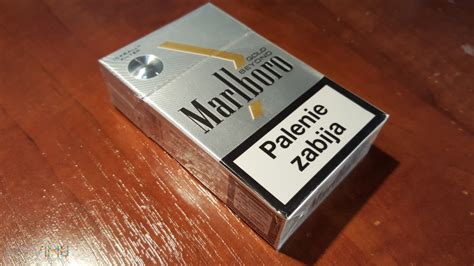 Marlboro
GOLD
BEYOND
Palenie
zabija